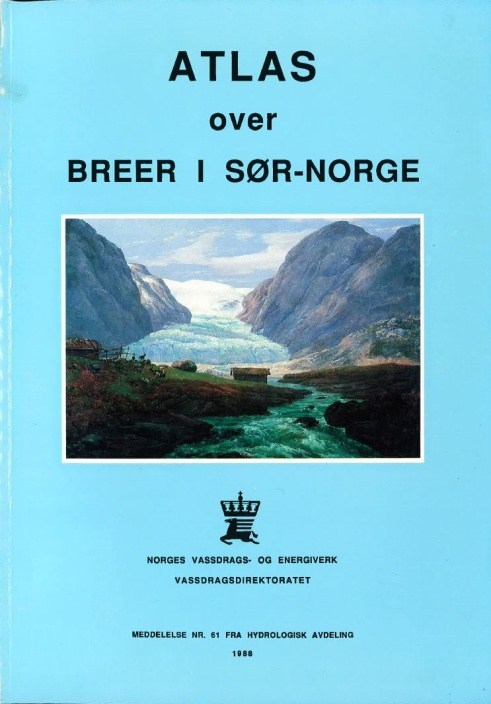 ATLAS
over
BREER I SØR-NORGE
NORGES VASSDRAGS- OG ENERGIVERK
VASSDRAGSDIREKTORATET
MEDDELELSE NR. 61 FRA HYDROLOGISK AVDELING
1988